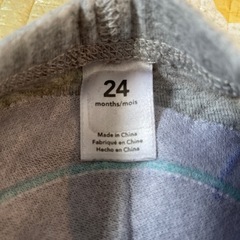 24
months/mois
Made in China
Fabriqué en Chine
Hecho en China